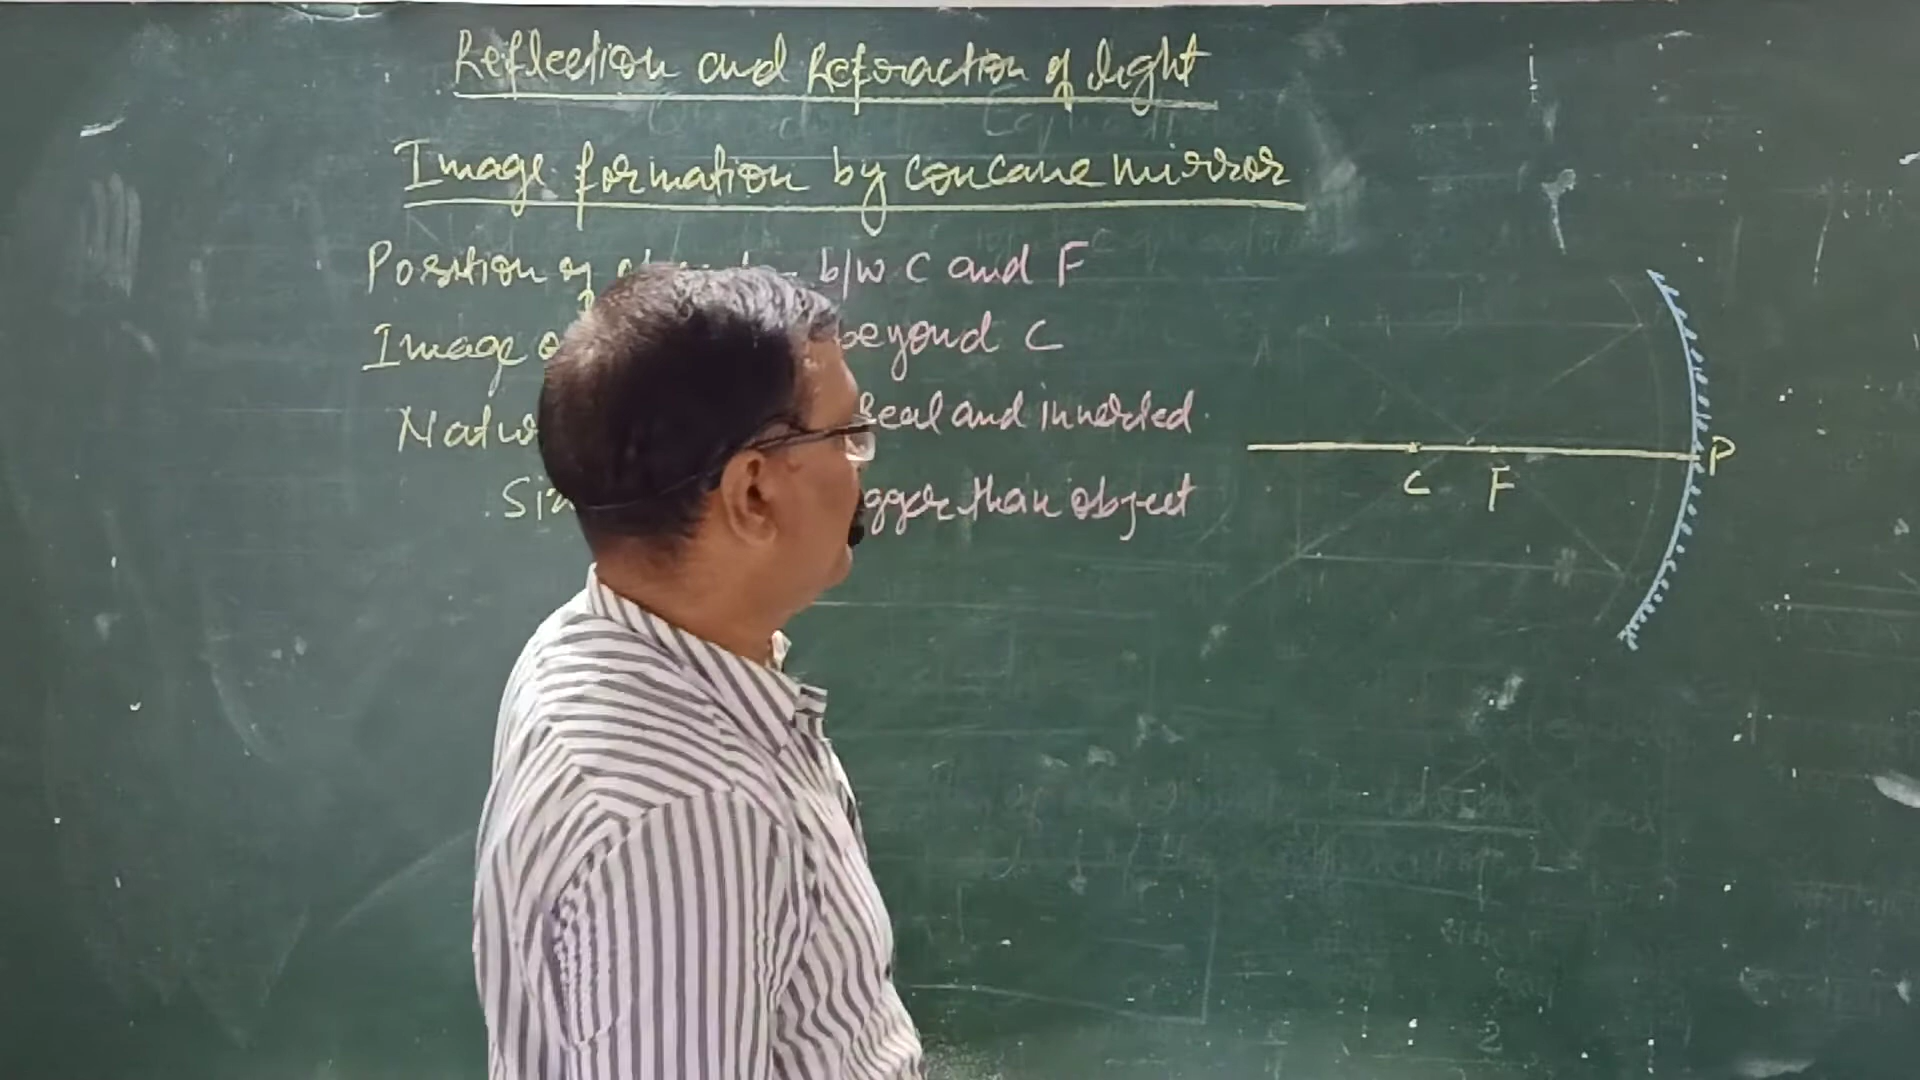 Reflection and Refraction of light
Image formation by concave mirror
Position of - b/w C and F
Image beyond C
Real and inverted
than object
C F P